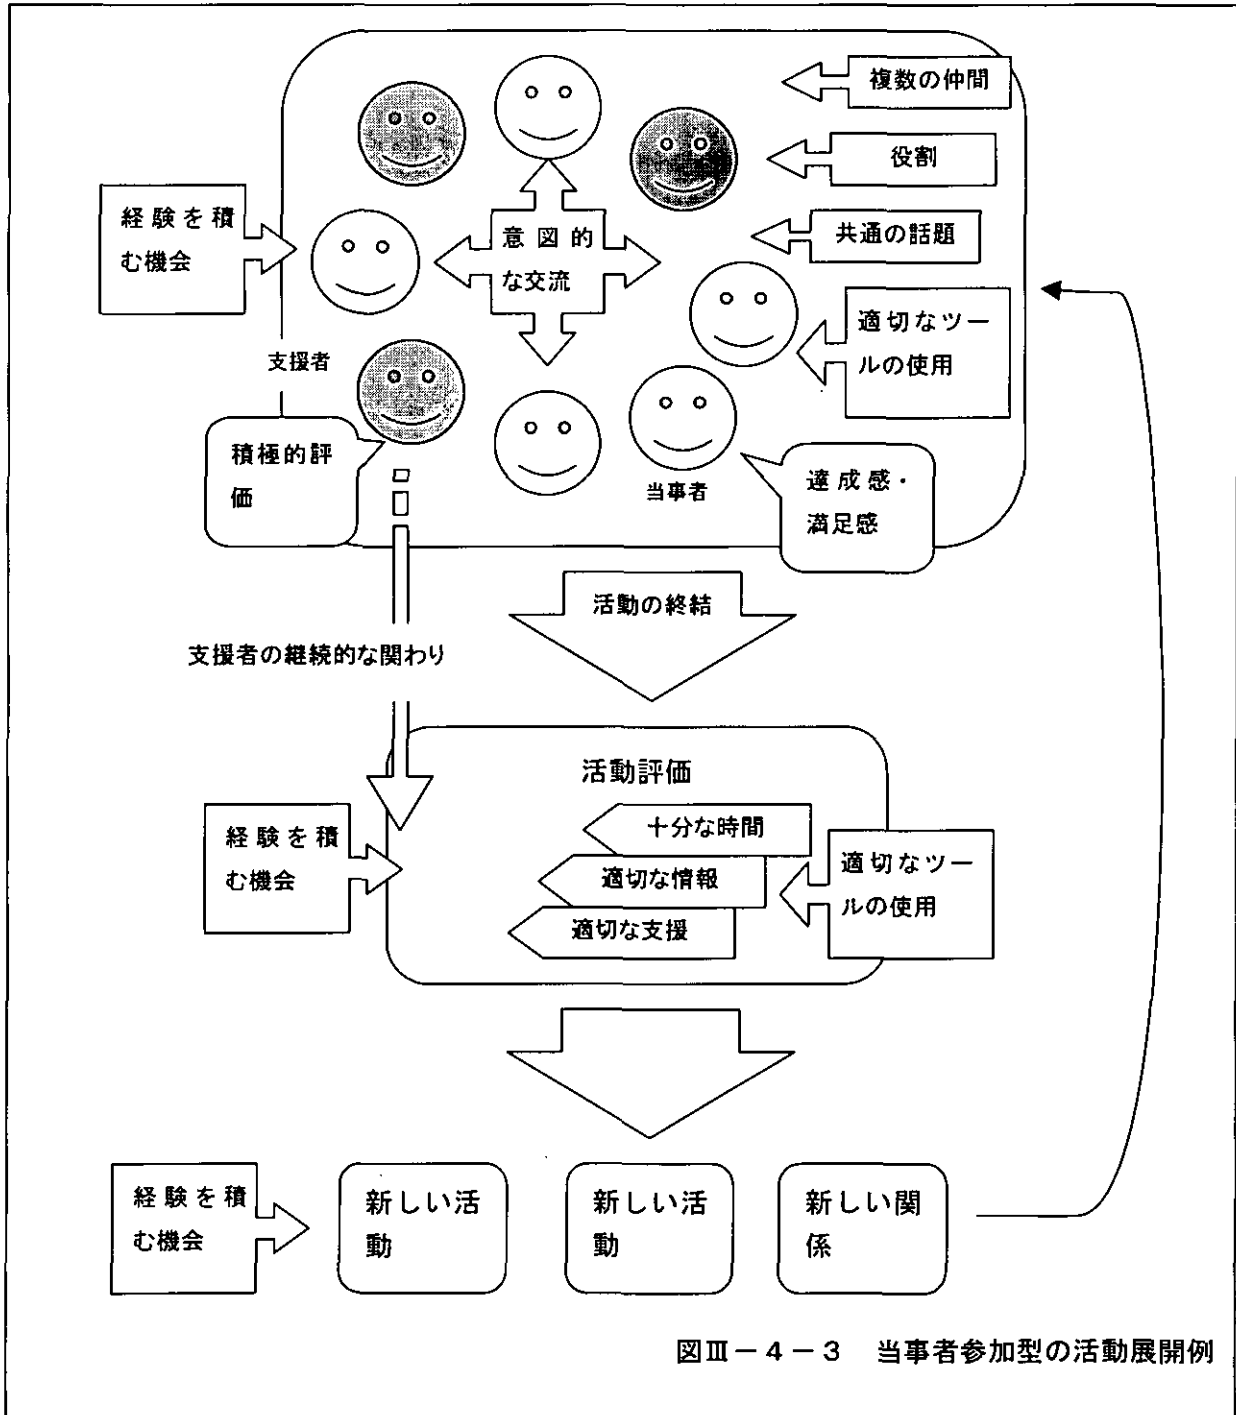 複数の仲間
役割
経験を積
む機会
意図的
な交流
共通の話題
適切なツー
ルの使用
支援者
積極的評
価
当事者
達成感・
満足感
活動の終結
支援者の継続的な関わり
活動評価
十分な時間
経験を積
む機会
適切な情報
適切なツー
ルの使用
適切な支援
経験を積
む機会
新しい活
動
新しい活
動
新しい関
係
図Ⅲ-4-3 当事者参加型の活動展開例